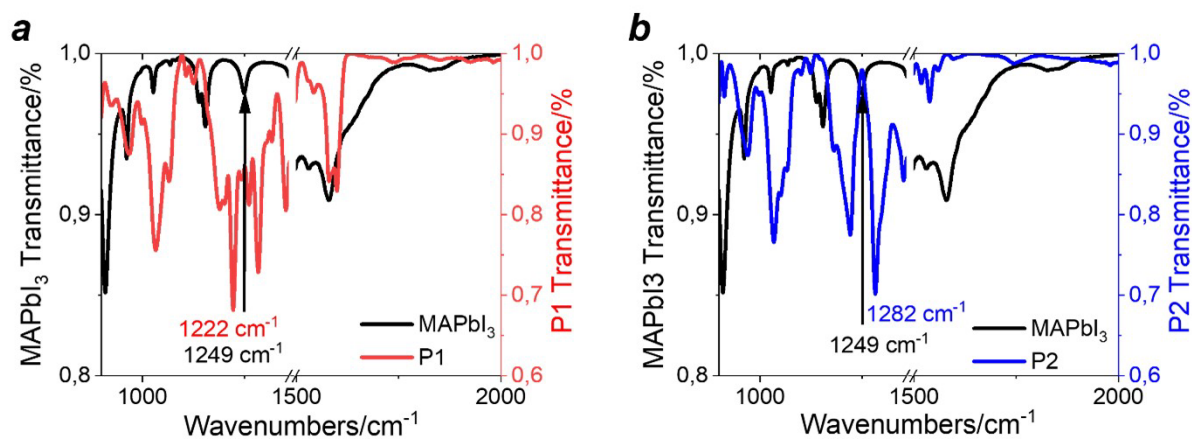 a
MAPbI₃ Transmittance/%
1,0
0,9
0,8
1,0
0,9
0,8
0,7
0,6
P1 Transmittance/%
1222 cm⁻¹
1249 cm⁻¹
MAPbI₃
P1
1000
1500
2000
Wavenumbers/cm⁻¹
b
MAPbI3 Transmittance/%
1,0
0,9
0,8
1,0
0,9
0,8
0,7
0,6
P2 Transmittance/%
1282 cm⁻¹
1249 cm⁻¹
MAPbI₃
P2
1000
1500
2000
Wavenumbers/cm⁻¹